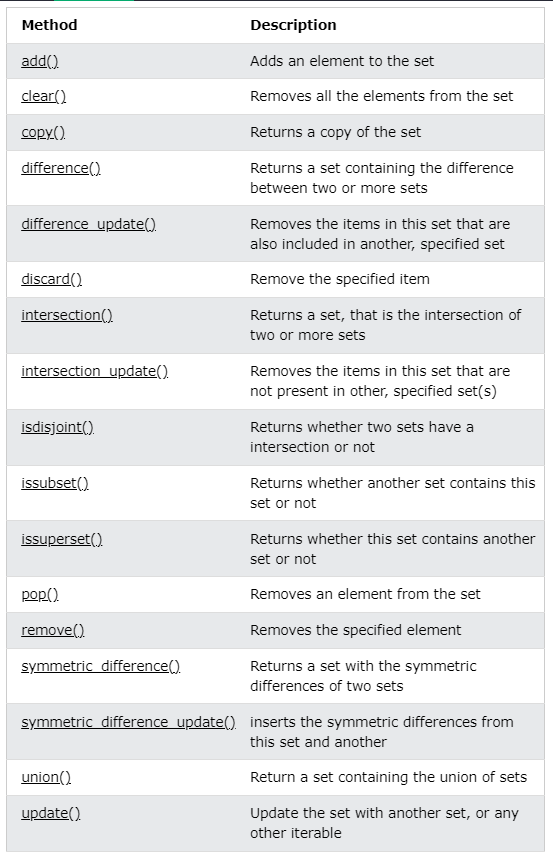 Method Description
add() Adds an element to the set
clear() Removes all the elements from the set
copy() Returns a copy of the set
difference() Returns a set containing the difference
between two or more sets
difference_update() Removes the items in this set that are
also included in another, specified set
discard() Remove the specified item
intersection() Returns a set, that is the intersection of
two or more sets
intersection_update() Removes the items in this set that are
not present in other, specified set(s)
isdisjoint() Returns whether two sets have a
intersection or not
issubset() Returns whether another set contains this
set or not
issuperset() Returns whether this set contains another
set or not
pop() Removes an element from the set
remove() Removes the specified element
symmetric_difference() Returns a set with the symmetric
differences of two sets
symmetric_difference_update() inserts the symmetric differences from
this set and another
union() Return a set containing the union of sets
update() Update the set with another set, or any
other iterable